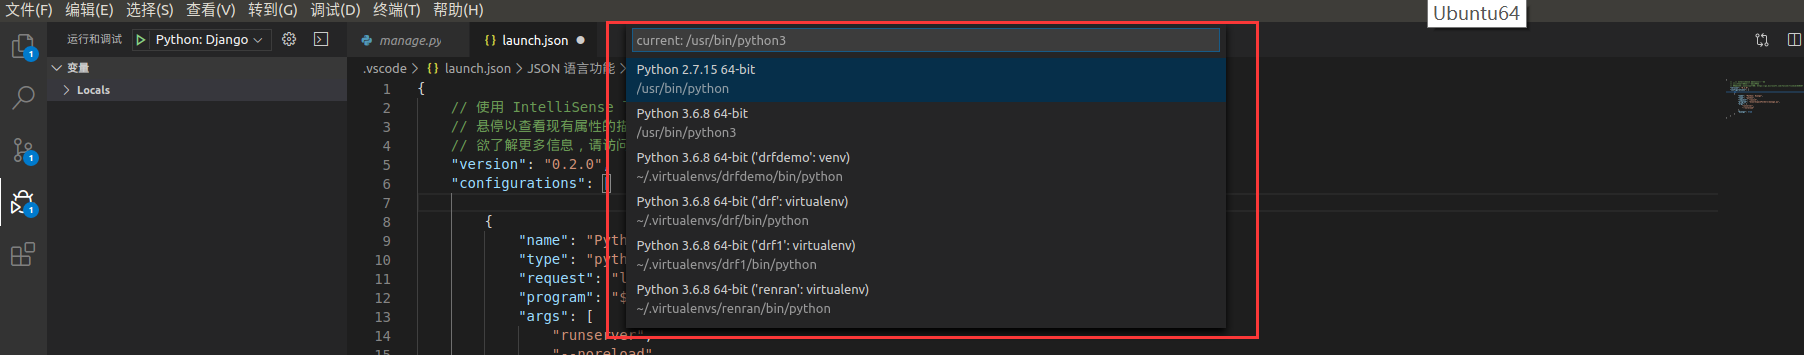 文件(F) 编辑(E) 选择(S) 查看(V) 转到(G) 调试(D) 终端(T) 帮助(H)
Ubuntu64
运行和调试 Python: Django
manage.py
launch.json
current: /usr/bin/python3
变量
Locals
.vscode > launch.json > JSON 语言功能 >
1 {
2 // 使用 IntelliSense
3 // 悬停以查看现有属性的
4 // 欲了解更多信息，请访问
5 "version": "0.2.0",
6 "configurations": [
7
8 {
9 "name": "Pyth
10 "type": "pyth
11 "request": "l
12 "program": "$
13 "args": [
14 "runserver",
15 "--noreload"
Python 2.7.15 64-bit
/usr/bin/python
Python 3.6.8 64-bit
/usr/bin/python3
Python 3.6.8 64-bit ('drfdemo': venv)
~/.virtualenvs/drfdemo/bin/python
Python 3.6.8 64-bit ('drf': virtualenv)
~/.virtualenvs/drf/bin/python
Python 3.6.8 64-bit ('drf1': virtualenv)
~/.virtualenvs/drf1/bin/python
Python 3.6.8 64-bit ('renran': virtualenv)
~/.virtualenvs/renran/bin/python
1
1
1